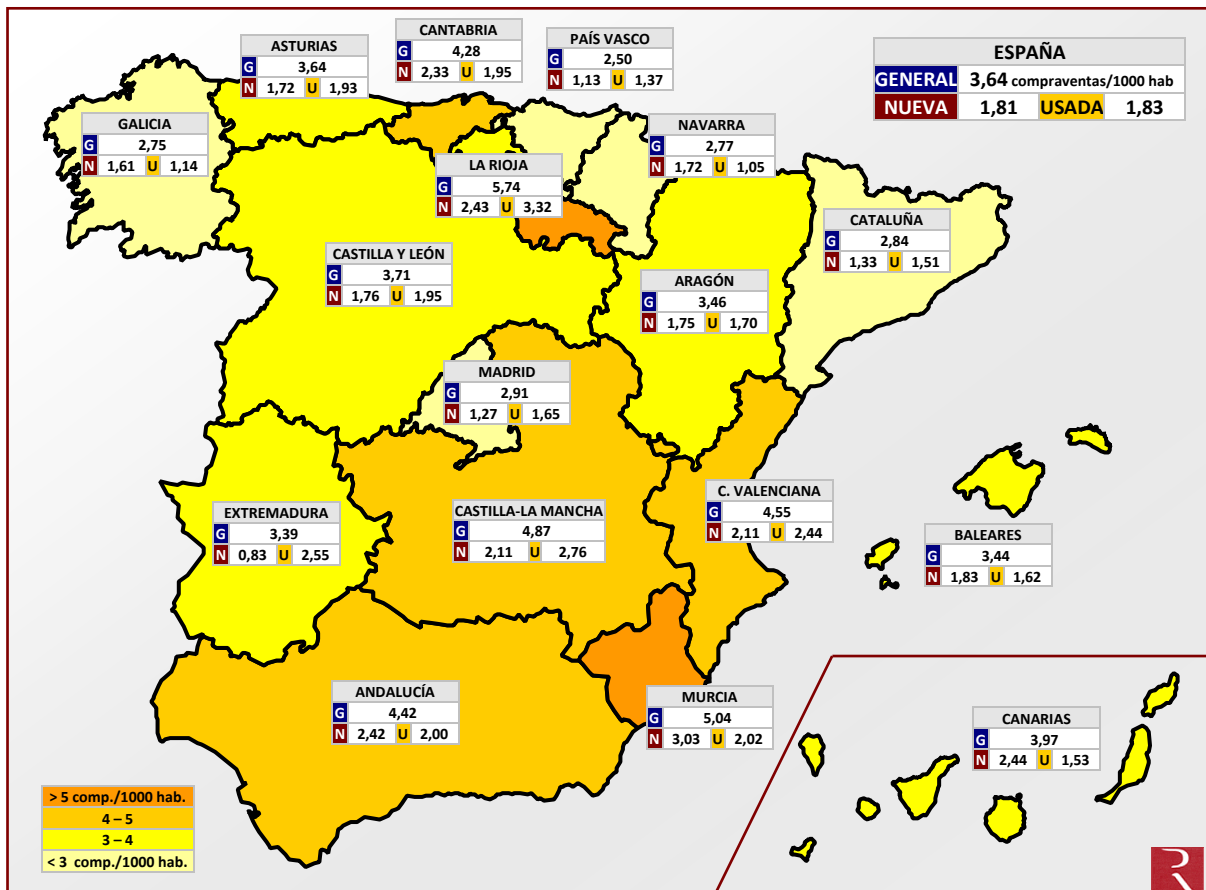 CANTABRIA
G 4,28
N 2,33 U 1,95
PAÍS VASCO
G 2,50
N 1,13 U 1,37
ASTURIAS
G 3,64
N 1,72 U 1,93
ESPAÑA
GENERAL 3,64 compraventas/1000 hab
NUEVA 1,81 USADA 1,83
GALICIA
G 2,75
N 1,61 U 1,14
NAVARRA
G 2,77
N 1,72 U 1,05
LA RIOJA
G 5,74
N 2,43 U 3,32
CATALUÑA
G 2,84
N 1,33 U 1,51
CASTILLA Y LEÓN
G 3,71
N 1,76 U 1,95
ARAGÓN
G 3,46
N 1,75 U 1,70
MADRID
G 2,91
N 1,27 U 1,65
C. VALENCIANA
G 4,55
N 2,11 U 2,44
EXTREMADURA
G 3,39
N 0,83 U 2,55
CASTILLA-LA MANCHA
G 4,87
N 2,11 U 2,76
BALEARES
G 3,44
N 1,83 U 1,62
ANDALUCÍA
G 4,42
N 2,42 U 2,00
MURCIA
G 5,04
N 3,03 U 2,02
CANARIAS
G 3,97
N 2,44 U 1,53
> 5 comp./1000 hab.
4 – 5
3 – 4
< 3 comp./1000 hab.
R